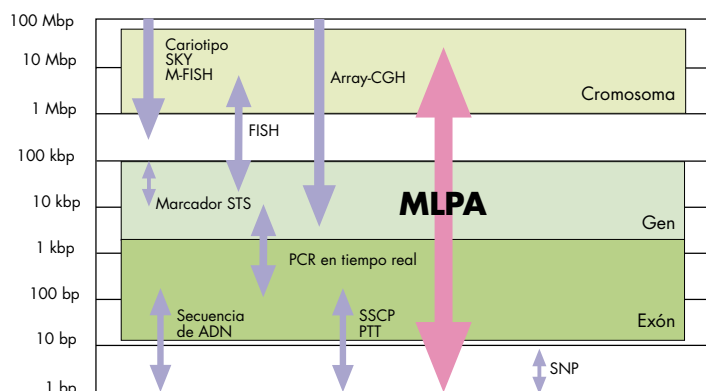 100 Mbp
10 Mbp
1 Mbp
100 kbp
10 kbp
1 kbp
100 bp
10 bp
1 bp
Cariotipo
SKY
M-FISH
FISH
Array-CGH
Cromosoma
Marcador STS
MLPA
Gen
PCR en tiempo real
Secuencia
de ADN
SSCP
PTT
Exón
SNP